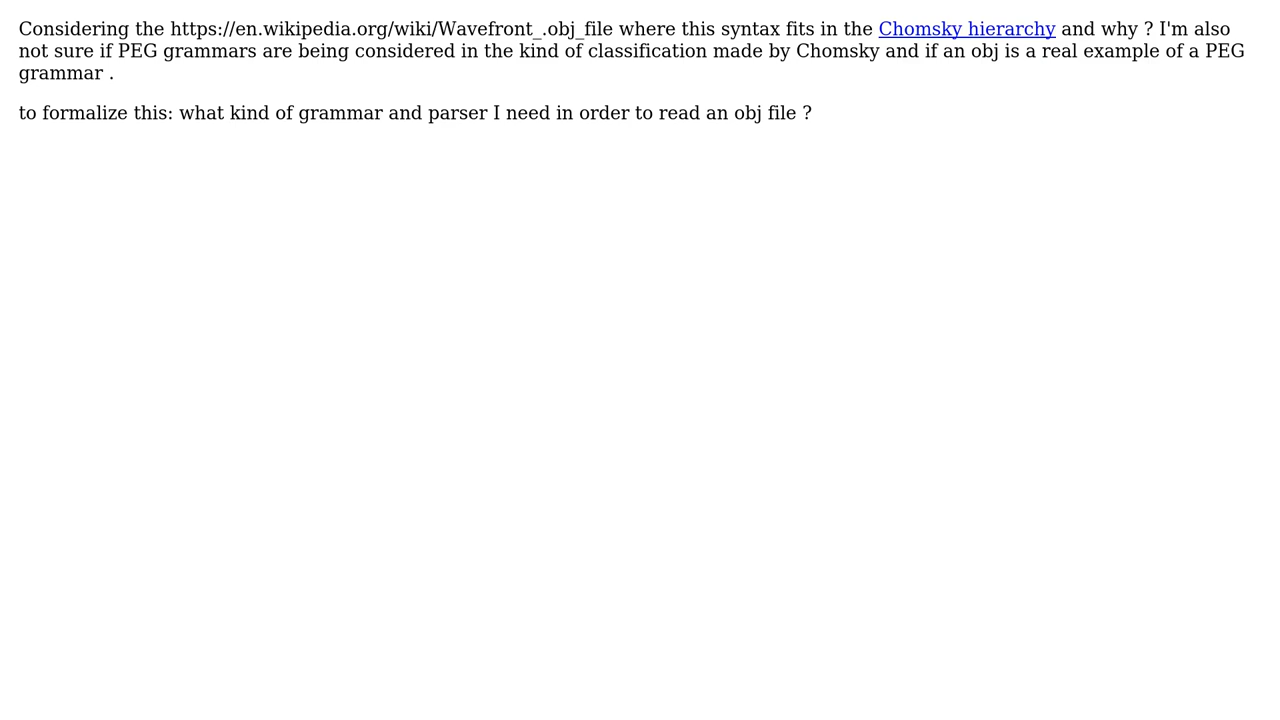 Considering the https://en.wikipedia.org/wiki/Wavefront_.obj_file where this syntax fits in the Chomsky hierarchy and why ? I'm also
not sure if PEG grammars are being considered in the kind of classification made by Chomsky and if an obj is a real example of a PEG
grammar .
to formalize this: what kind of grammar and parser I need in order to read an obj file ?